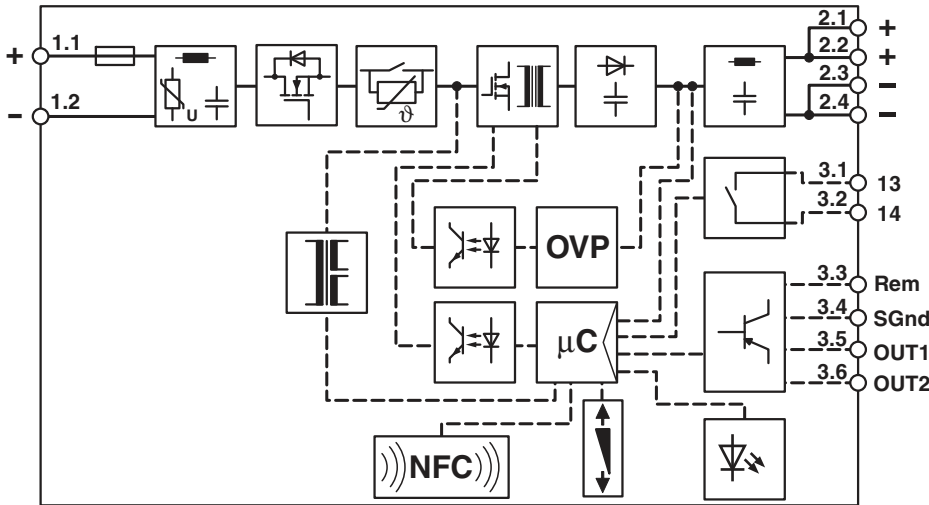 + 1.1
− 1.2
U
ϑ
2.1 +
2.2 +
2.3 −
2.4 −
3.1 13
3.2 14
OVP
3.3 Rem
3.4 SGnd
μC
3.5 OUT1
3.6 OUT2
NFC